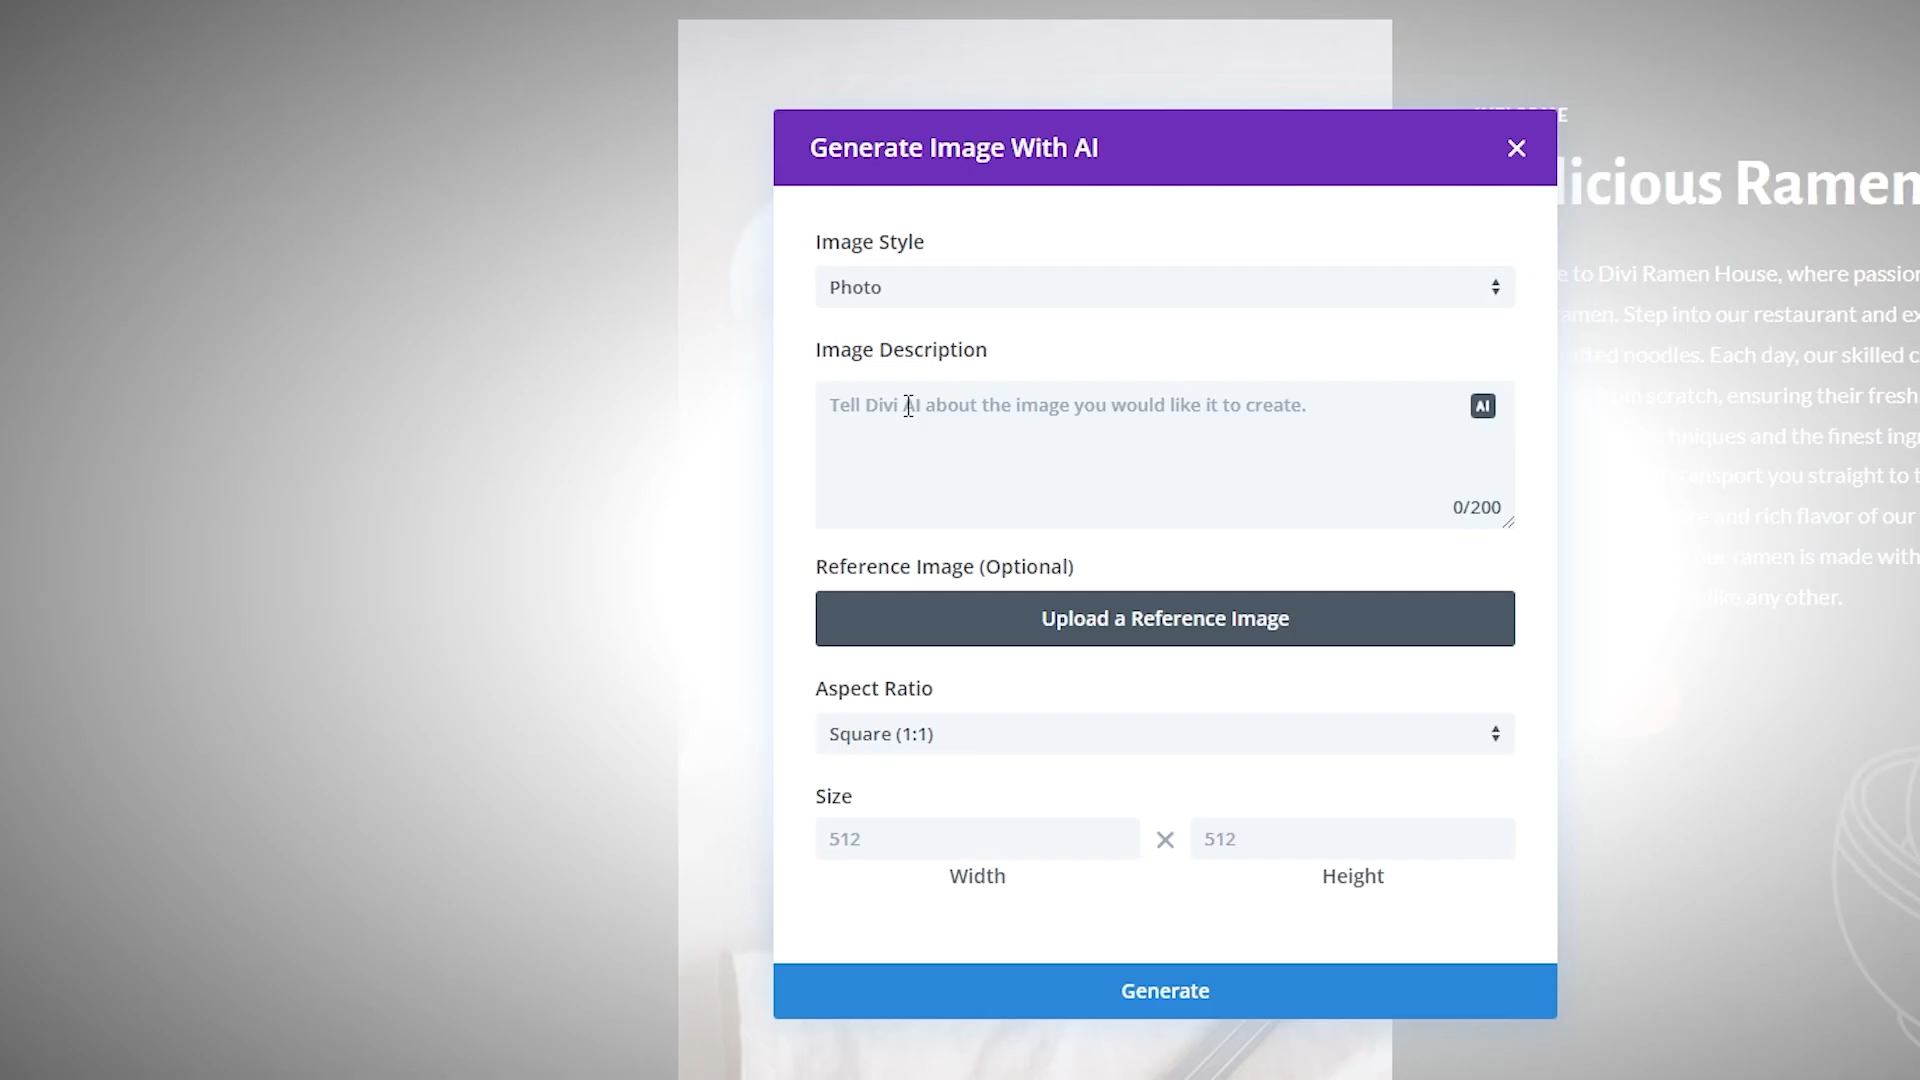 Generate Image With AI
Image Style
Photo
Image Description
Tell Divi AI about the image you would like it to create.
AI
0/200
Reference Image (Optional)
Upload a Reference Image
Aspect Ratio
Square (1:1)
Size
512
512
Width
Height
Generate
licious Ramen
e to Divi Ramen House, where passion
amen. Step into our restaurant and ex
noodles. Each day, our skilled c
scratch, ensuring their fresh
and the finest ing
you straight to t
and rich flavor of our
ramen is made with
like any other.